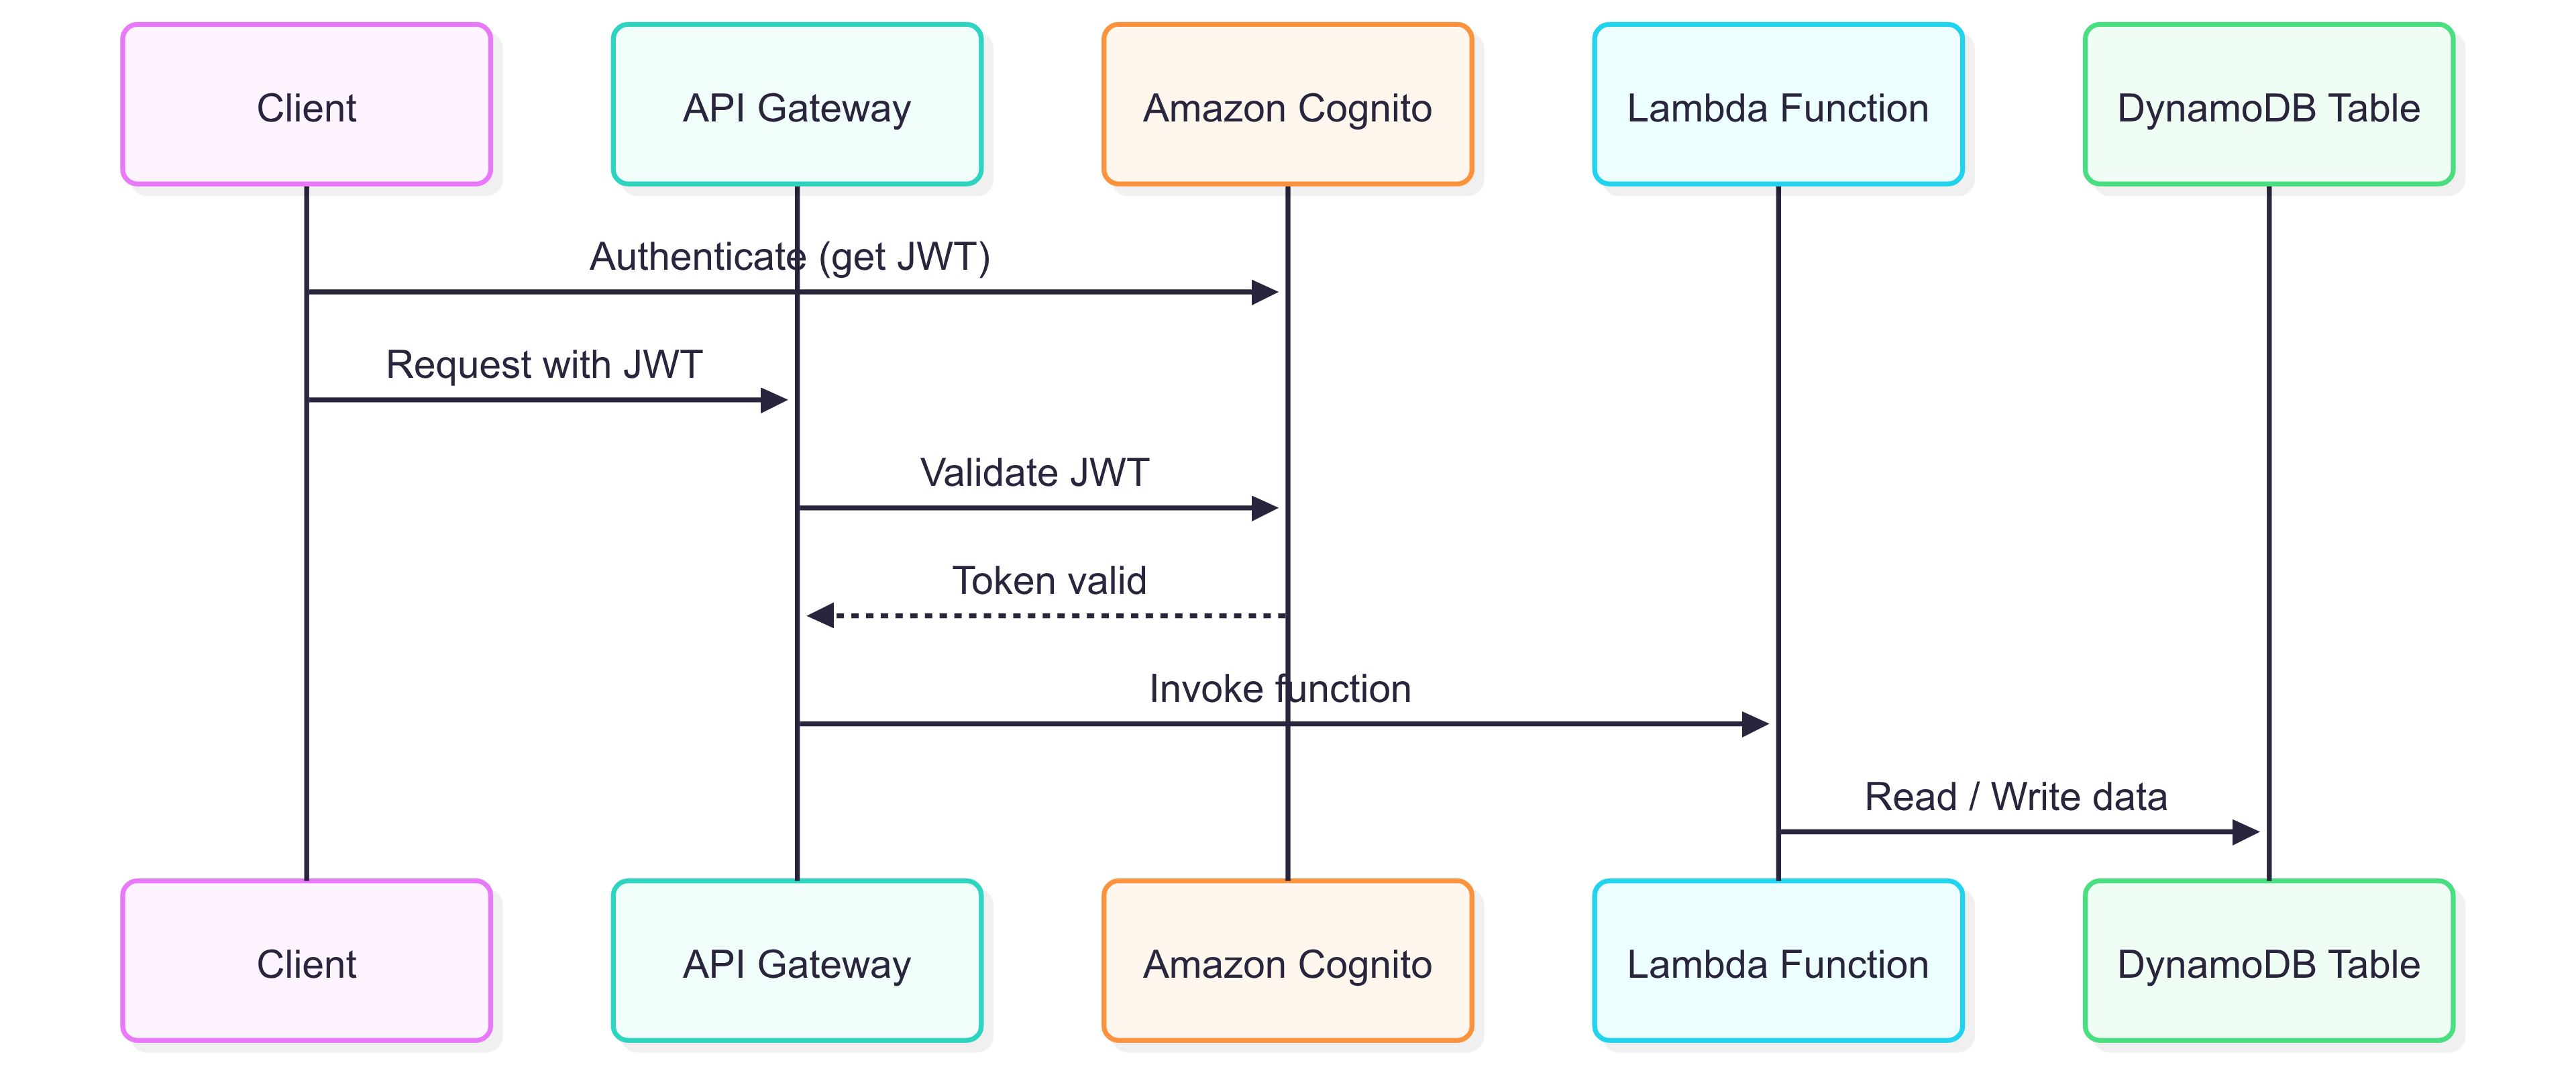 Client
API Gateway
Amazon Cognito
Lambda Function
DynamoDB Table
Authenticate (get JWT)
Request with JWT
Validate JWT
Token valid
Invoke function
Read / Write data
Client
API Gateway
Amazon Cognito
Lambda Function
DynamoDB Table